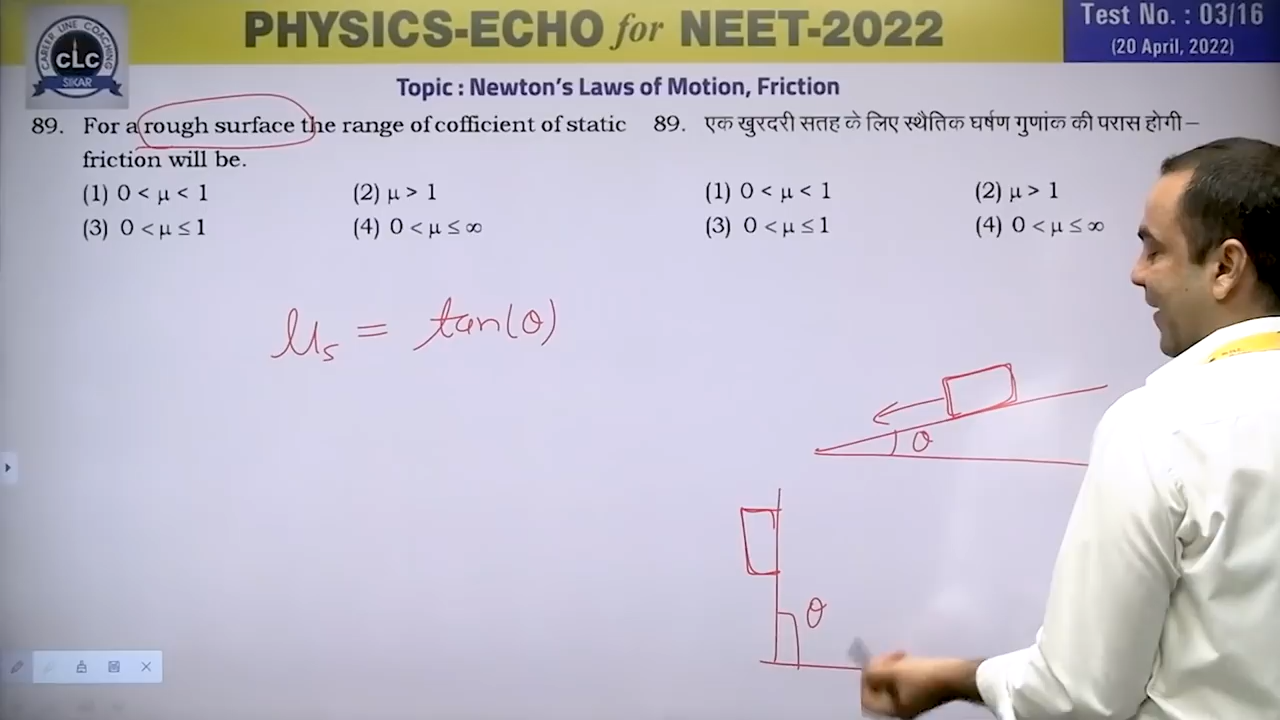 PHYSICS-ECHO for NEET-2022
Test No. : 03/16
(20 April, 2022)
CAREER LINE COACHING
CLC
SIKAR
Topic : Newton's Laws of Motion, Friction
89. For a rough surface the range of cofficient of static
friction will be.
(1) 0 < μ < 1 (2) μ > 1
(3) 0 < μ ≤ 1 (4) 0 < μ ≤ ∞
89. एक खुरदरी सतह के लिए स्थैतिक घर्षण गुणांक की परास होगी –
(1) 0 < μ < 1 (2) μ > 1
(3) 0 < μ ≤ 1 (4) 0 < μ ≤ ∞
μs = tan(θ)
θ
θ